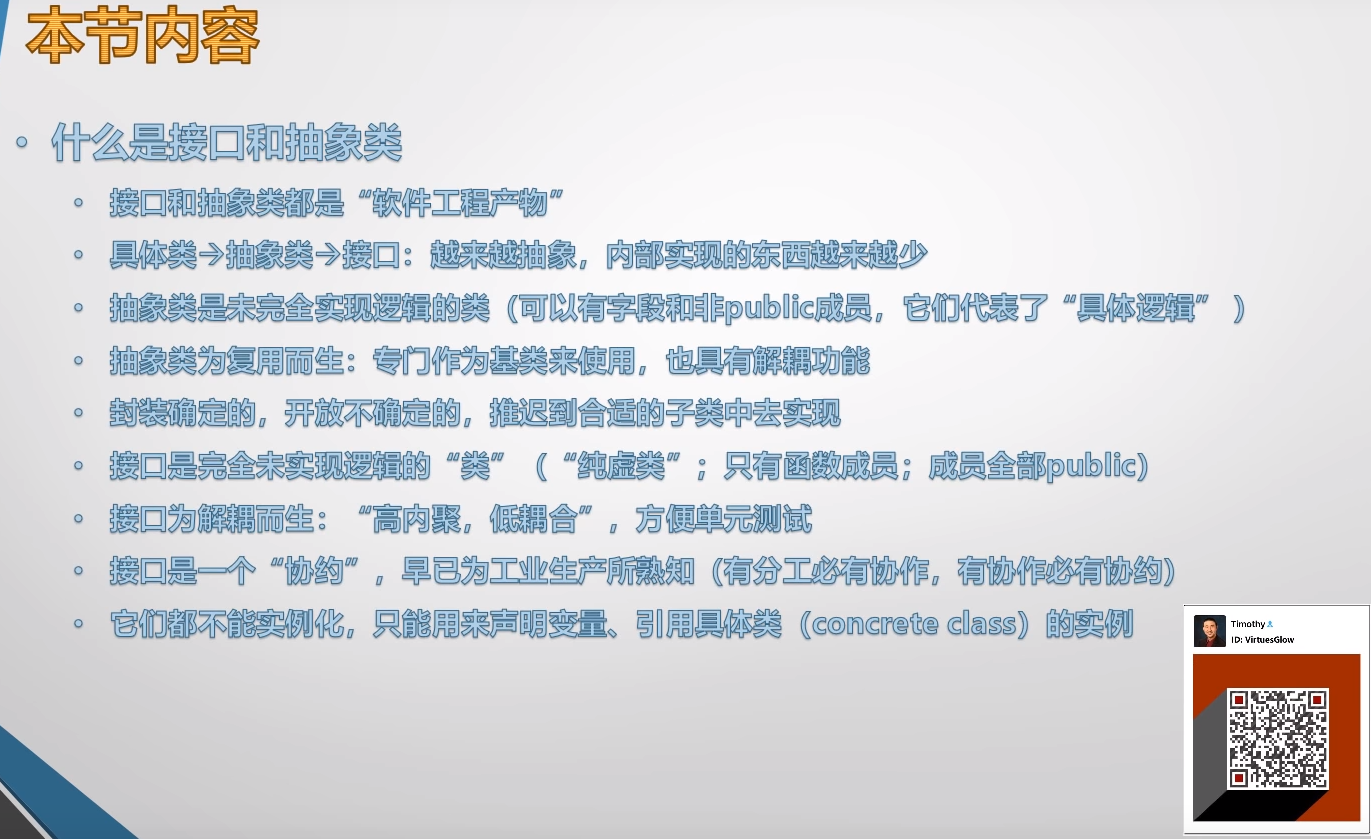 本节内容
• 什么是接口和抽象类
• 接口和抽象类都是“软件工程产物”
• 具体类→抽象类→接口：越来越抽象，内部实现的东西越来越少
• 抽象类是未完全实现逻辑的类（可以有字段和非public成员，它们代表了“具体逻辑”）
• 抽象类为复用而生：专门作为基类来使用，也具有解耦功能
• 封装确定的，开放不确定的，推迟到合适的子类中去实现
• 接口是完全未实现逻辑的“类”（“纯虚类”；只有函数成员；成员全部public）
• 接口为解耦而生：“高内聚，低耦合”，方便单元测试
• 接口是一个“协约”，早已为工业生产所熟知（有分工必有协作，有协作必有协约）
• 它们都不能实例化，只能用来声明变量、引用具体类（concrete class）的实例
Timothy
ID: VirtuesGlow